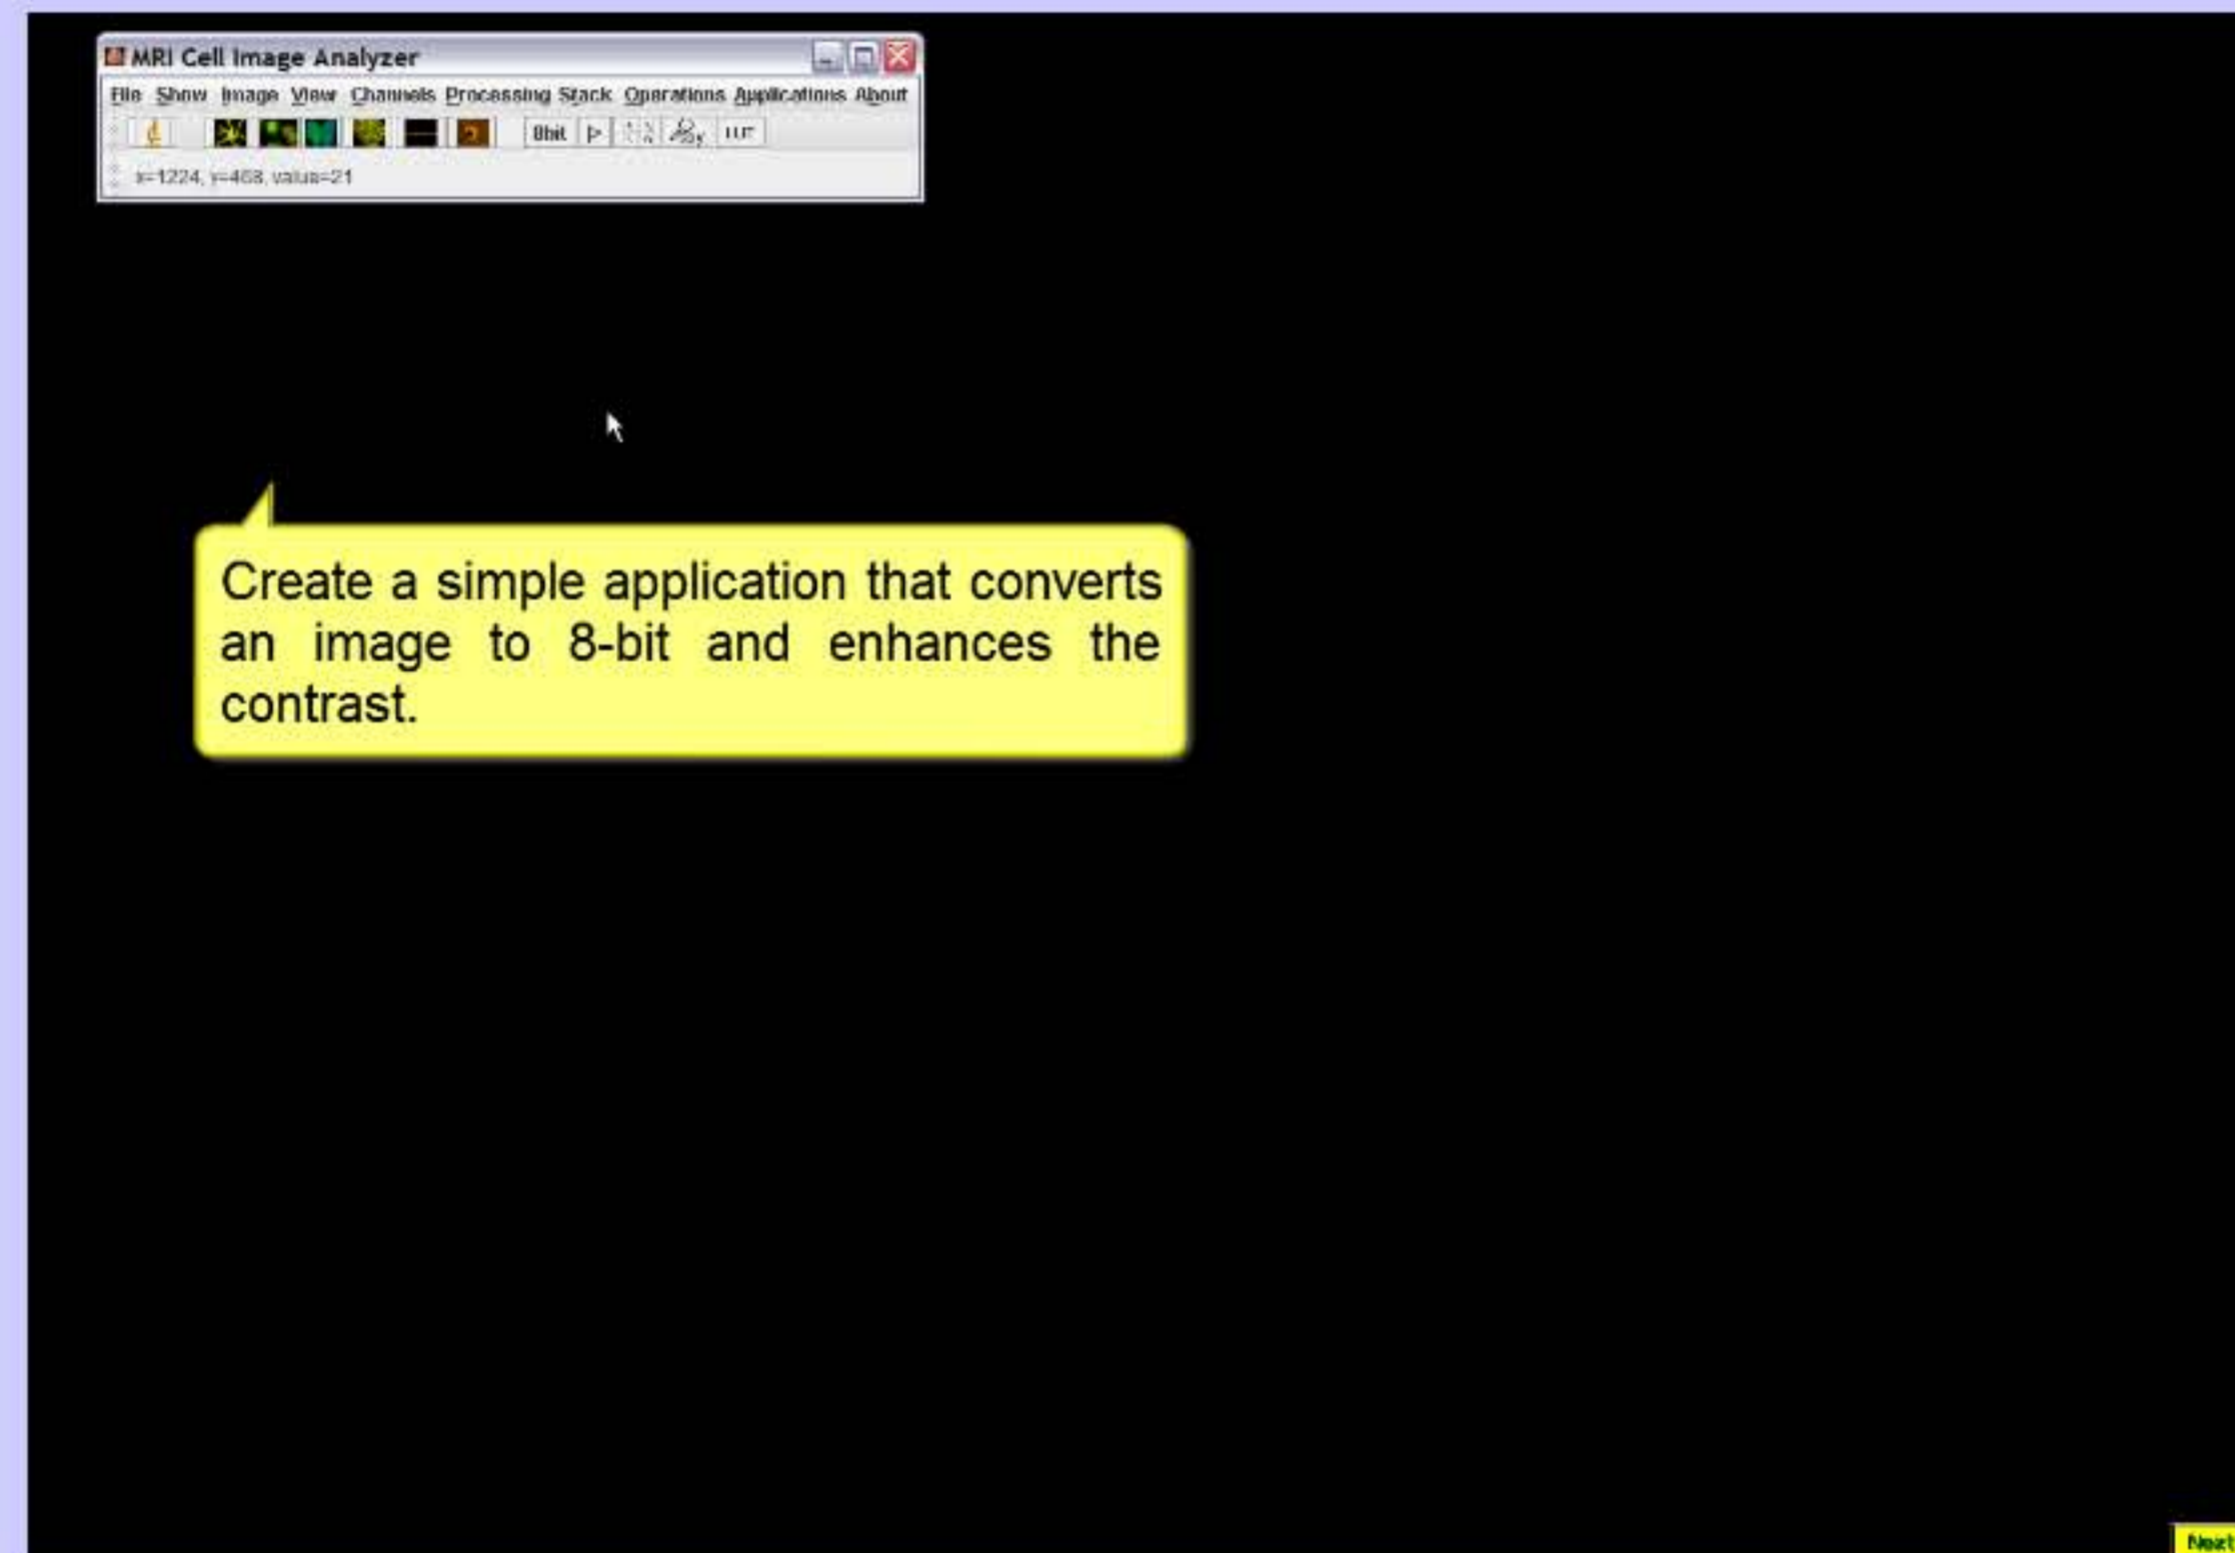 MRI Cell Image Analyzer
File Show Image View Channels Processing Stack Operations Applications About
8bit LUT
x=1224, y=468, value=21
Create a simple application that converts
an image to 8-bit and enhances the
contrast.
Next